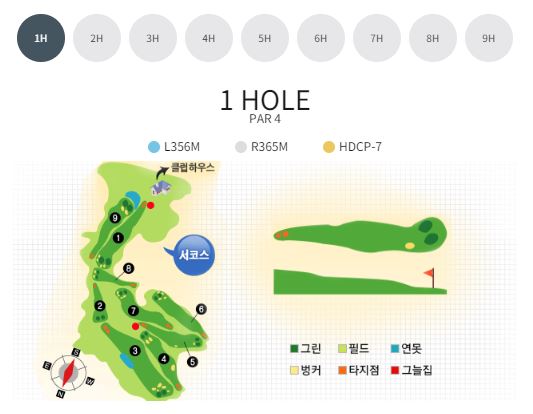 1H 2H 3H 4H 5H 6H 7H 8H 9H
1 HOLE
PAR 4
L356M R365M HDCP-7
클럽하우스
9
1
서코스
8
2
7
6
3
4
5
S
E
W
N
그린 필드 연못
벙커 타지점 그늘집